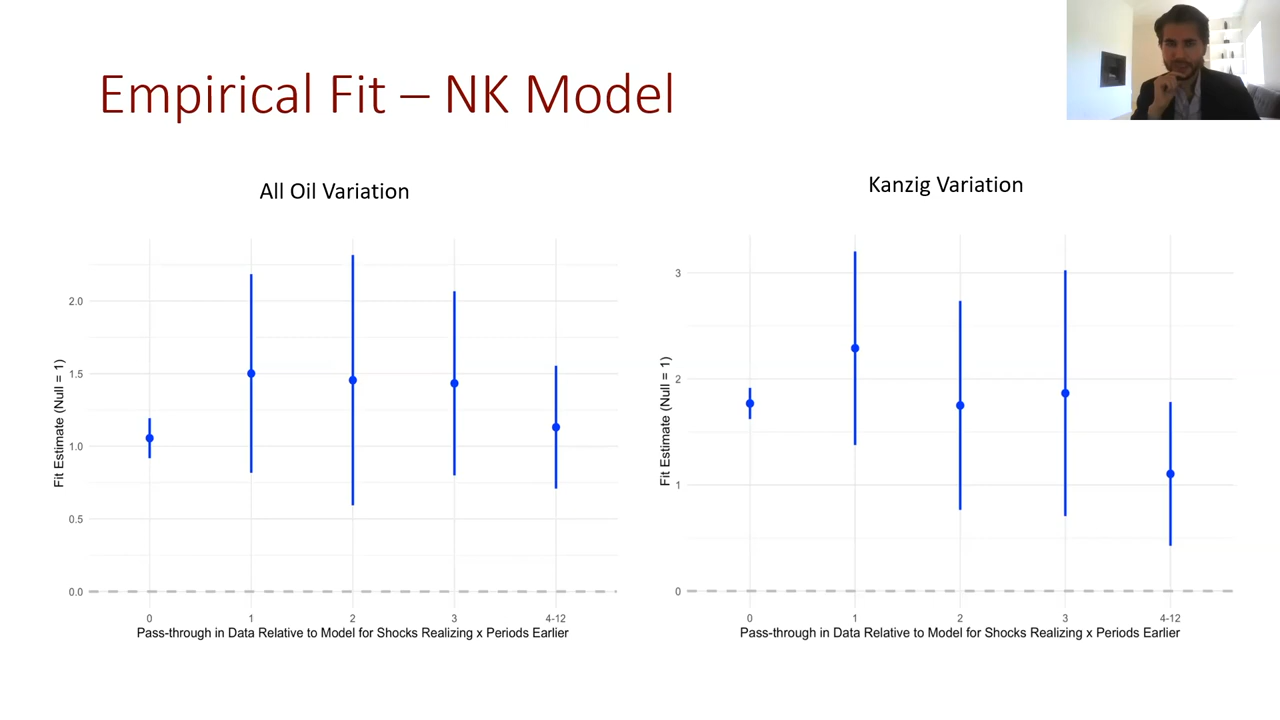 Empirical Fit – NK Model
All Oil Variation
Fit Estimate (Null = 1)
2.0
1.5
1.0
0.5
0.0
0 1 2 3 4-12
Pass-through in Data Relative to Model for Shocks Realizing x Periods Earlier
Kanzig Variation
Fit Estimate (Null = 1)
3
2
1
0
0 1 2 3 4-12
Pass-through in Data Relative to Model for Shocks Realizing x Periods Earlier